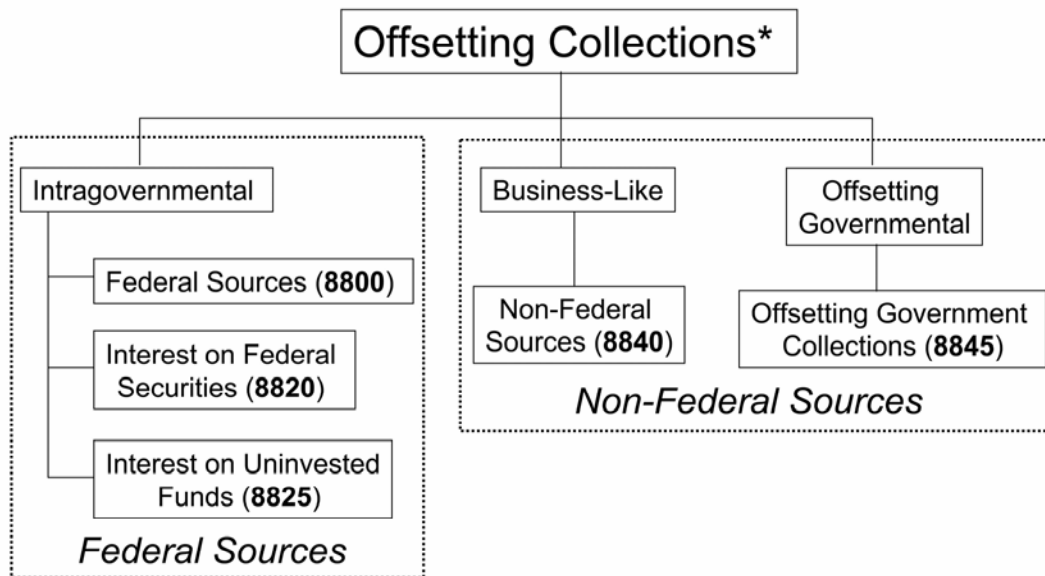 Offsetting Collections*
Intragovernmental
Federal Sources (8800)
Interest on Federal
Securities (8820)
Interest on Uninvested
Funds (8825)
Federal Sources
Business-Like
Non-Federal
Sources (8840)
Offsetting
Governmental
Offsetting Government
Collections (8845)
Non-Federal Sources